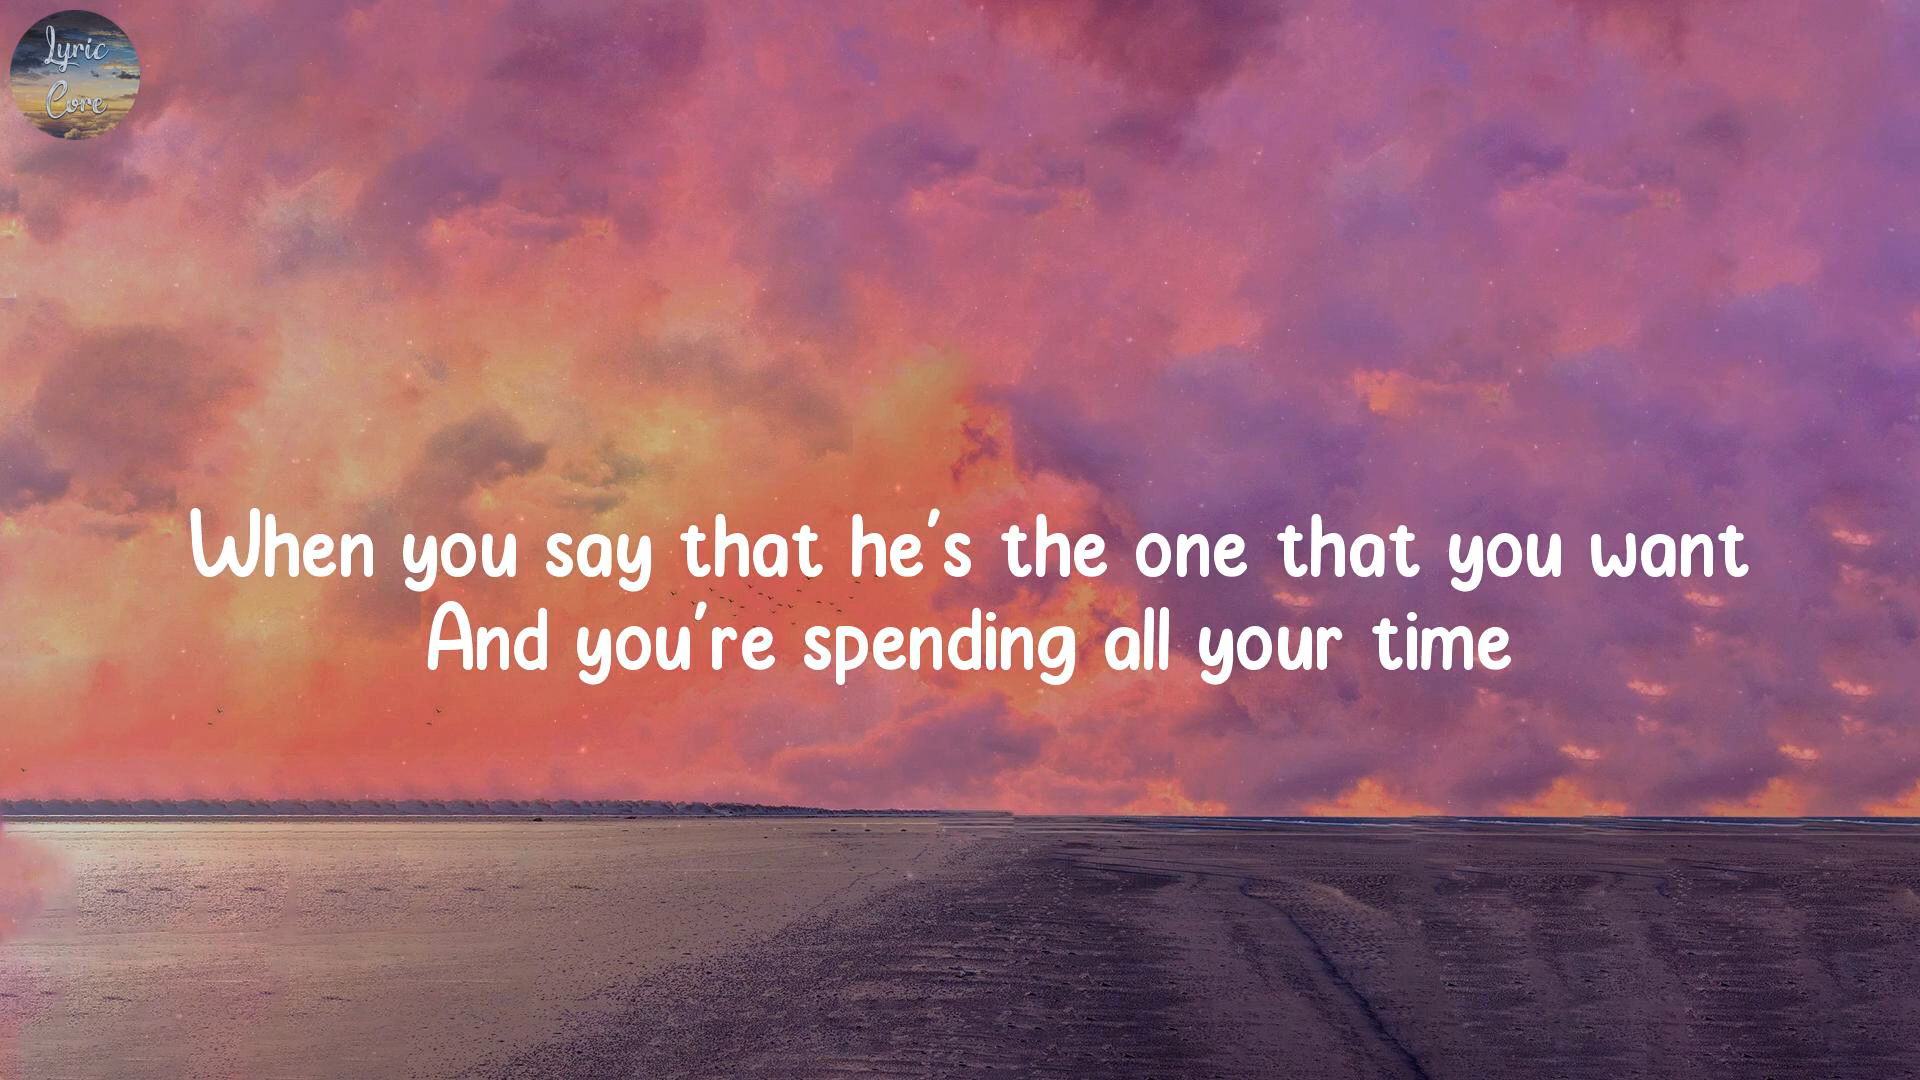 Lyric
Core
When you say that he's the one that you want
And you're spending all your time